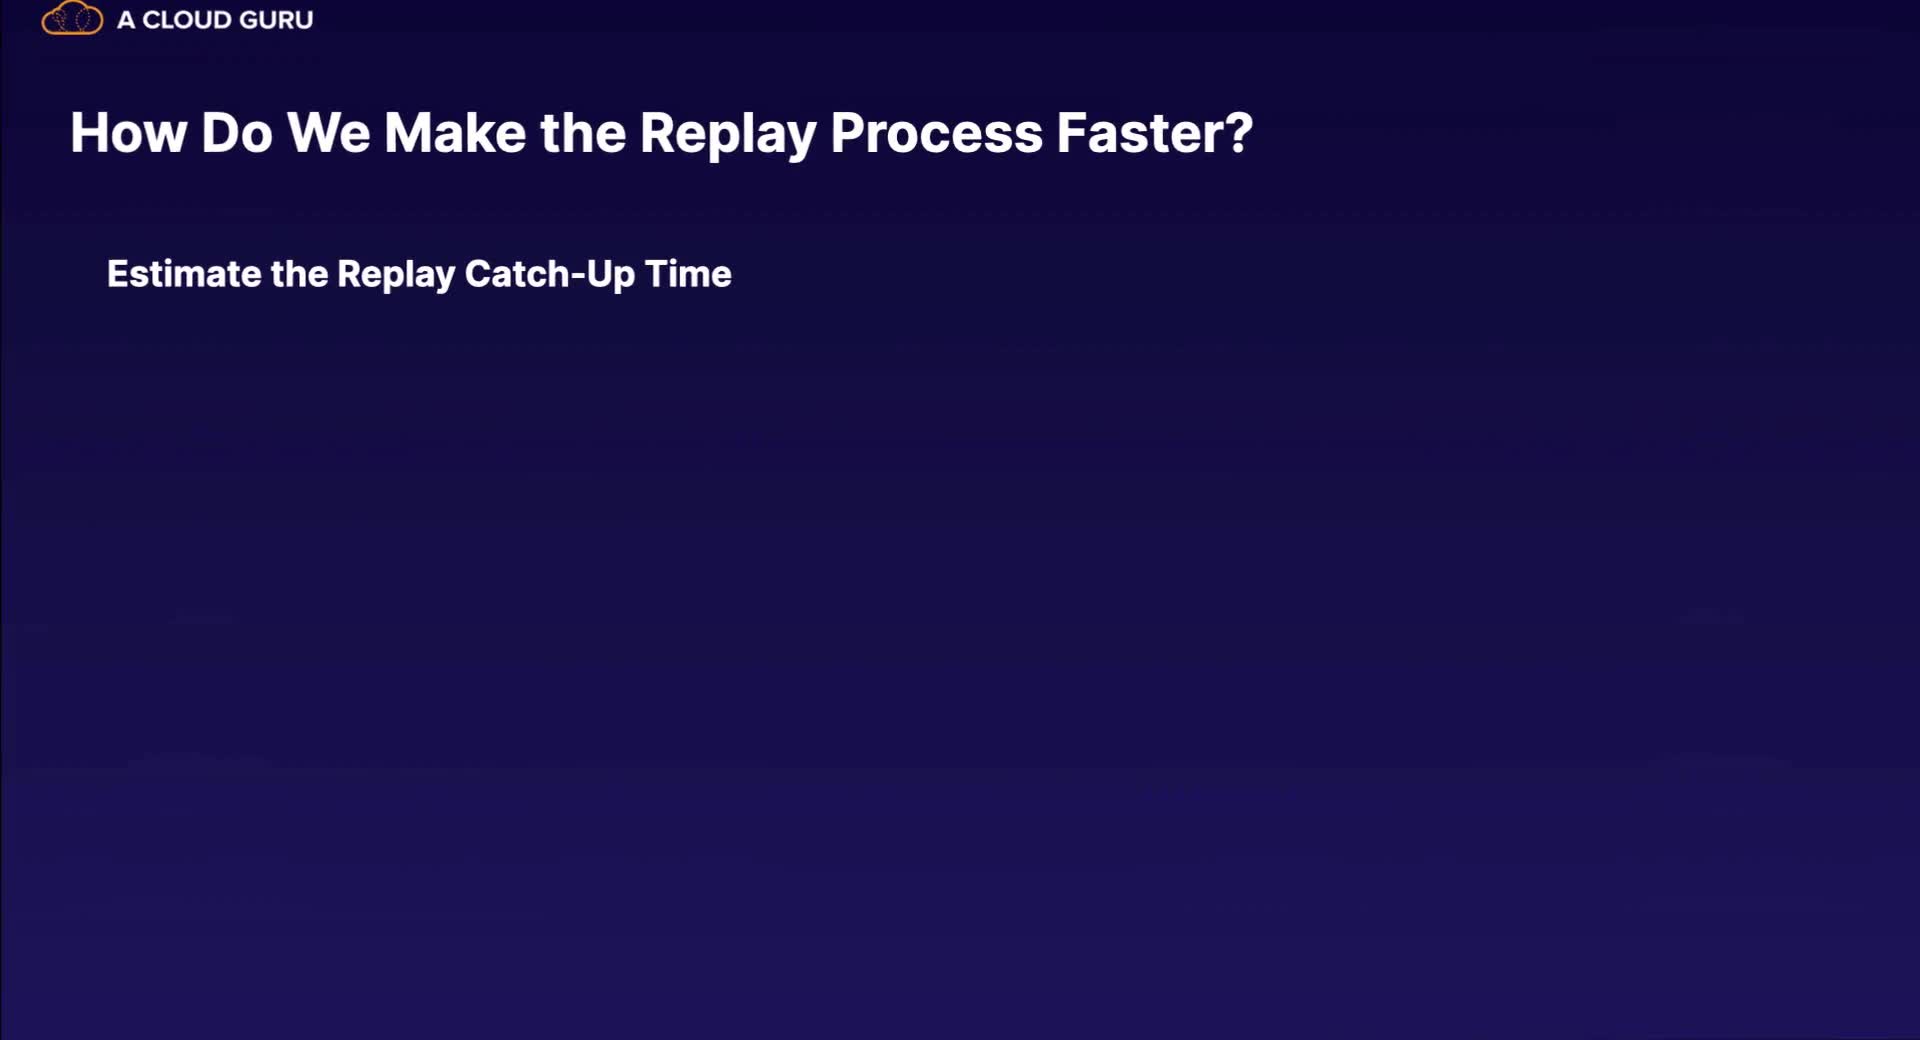 A CLOUD GURU
How Do We Make the Replay Process Faster?
Estimate the Replay Catch-Up Time